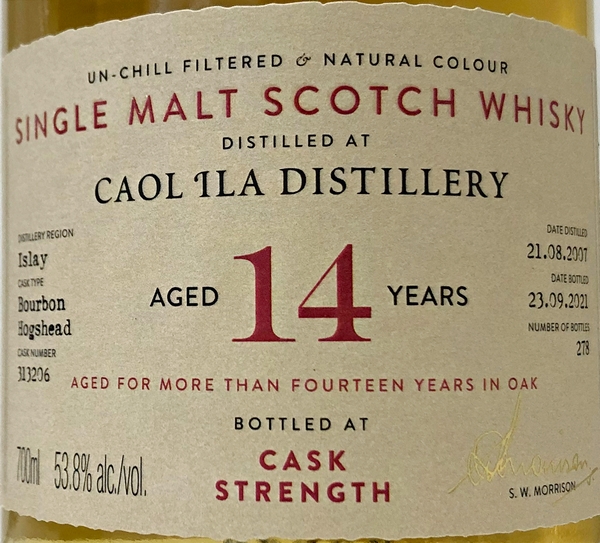 UN-CHILL FILTERED & NATURAL COLOUR
SINGLE MALT SCOTCH WHISKY
DISTILLED AT
CAOL ILA DISTILLERY
DISTILLERY REGION
Islay
CASK TYPE
Bourbon
Hogshead
CASK NUMBER
313206
AGED 14 YEARS
DATE DISTILLED
21.08.2007
DATE BOTTLED
23.09.2021
NUMBER OF BOTTLES
278
AGED FOR MORE THAN FOURTEEN YEARS IN OAK
BOTTLED AT
CASK
STRENGTH
700ml 53.8% alc./vol.
S. W. MORRISON